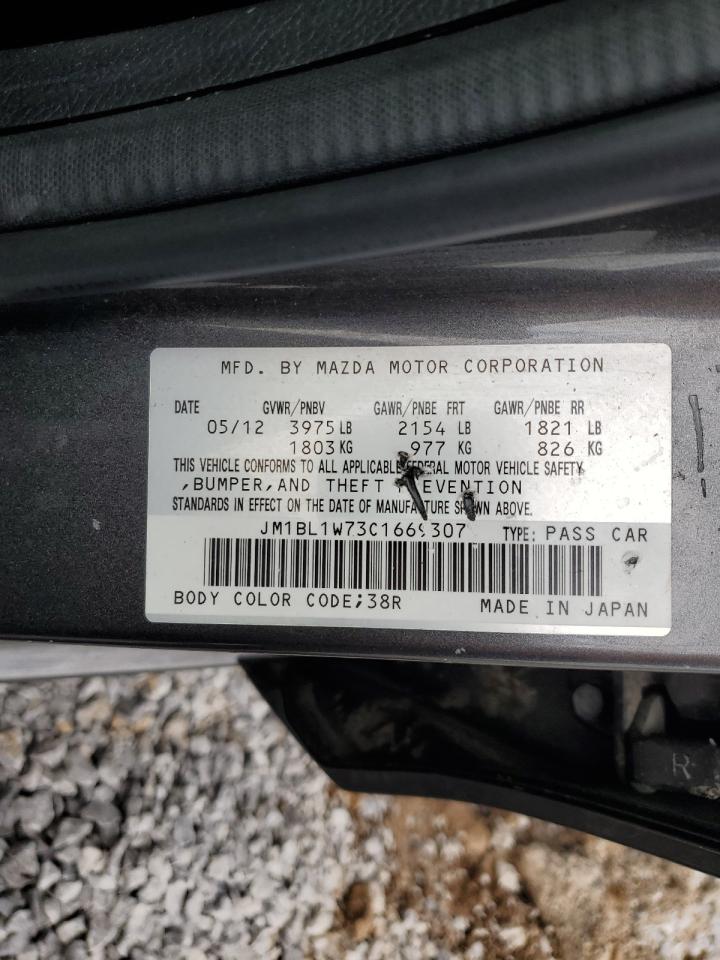 MFD. BY MAZDA MOTOR CORPORATION
DATE GVWR/PNBV GAWR/PNBE FRT GAWR/PNBE RR
05/12 3975 LB 2154 LB 1821 LB
1803 KG 977 KG 826 KG
THIS VEHICLE CONFORMS TO ALL APPLICABLE FEDERAL MOTOR VEHICLE SAFETY
,BUMPER,AND THEFT PREVENTION
STANDARDS IN EFFECT ON THE DATE OF MANUFACTURE SHOWN ABOVE.
JM1BL1W73C1669307 TYPE: PASS CAR
BODY COLOR CODE;38R MADE IN JAPAN
R